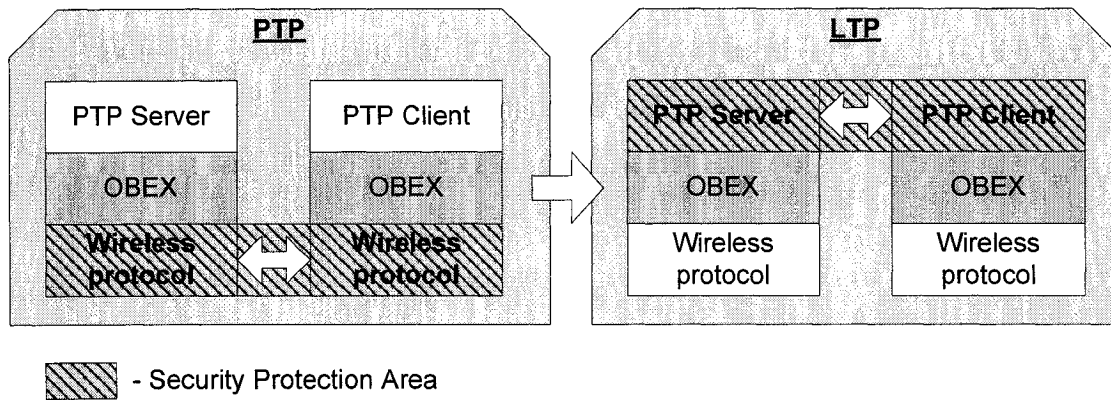 PTP
PTP Server
PTP Client
OBEX
OBEX
Wireless
protocol
Wireless
protocol
LTP
PTP Server
PTP Client
OBEX
OBEX
Wireless
protocol
Wireless
protocol
- Security Protection Area